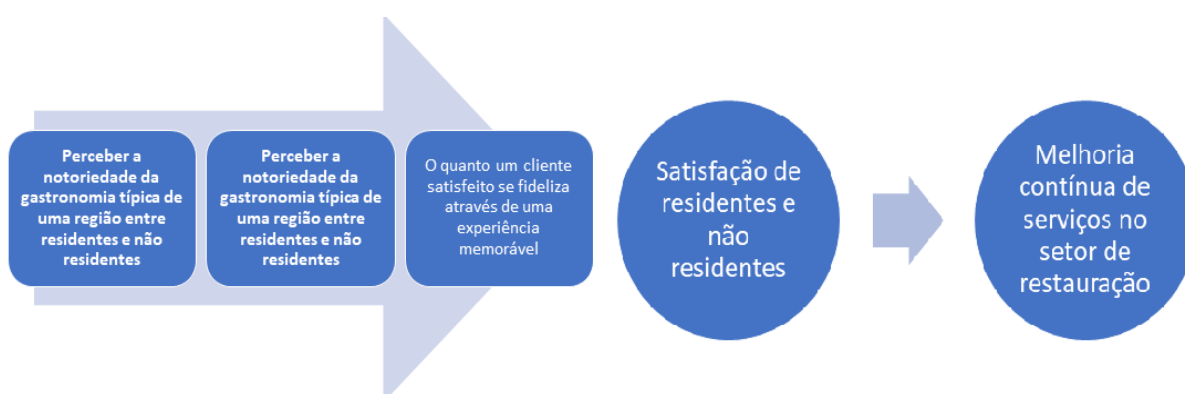 Perceber a
notoriedade da
gastronomia típica de
uma região entre
residentes e não
residentes
Perceber a
notoriedade da
gastronomia típica de
uma região entre
residentes e não
residentes
O quanto um cliente
satisfeito se fideliza
através de uma
experiência
memorável
Satisfação de
residentes e
não
residentes
Melhoria
contínua de
serviços no
setor de
restauração